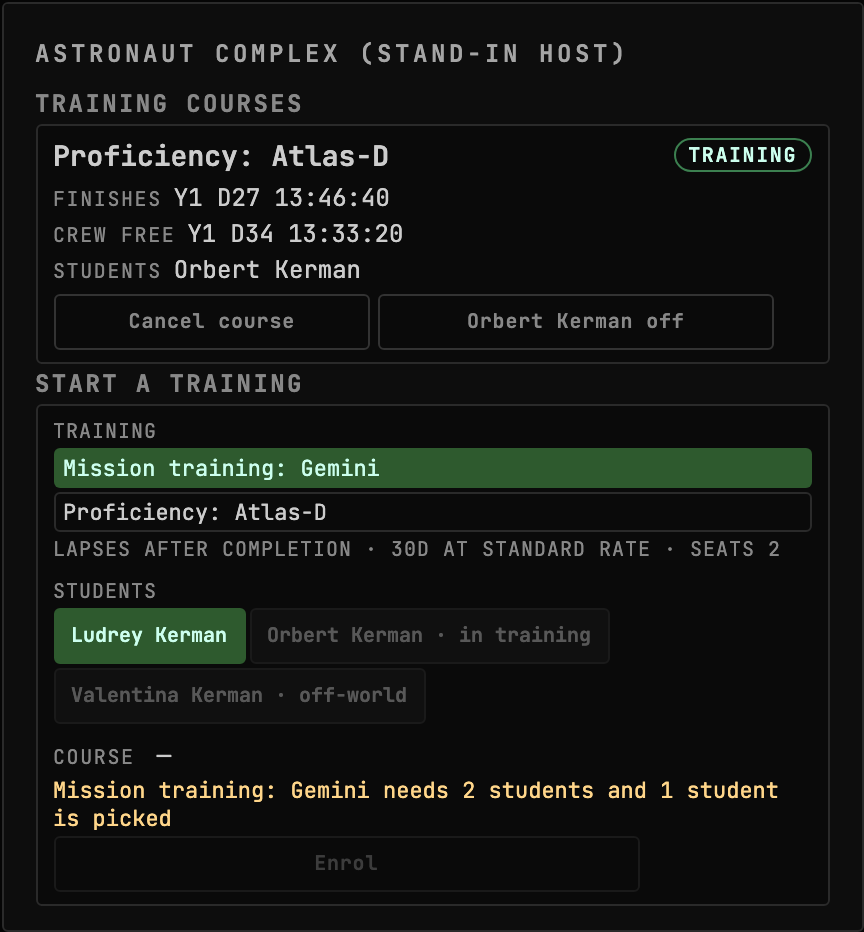 ASTRONAUT COMPLEX (STAND-IN HOST)
TRAINING COURSES
Proficiency: Atlas-D
TRAINING
FINISHES Y1 D27 13:46:40
CREW FREE Y1 D34 13:33:20
STUDENTS Orbert Kerman
Cancel course
Orbert Kerman off
START A TRAINING
TRAINING
Mission training: Gemini
Proficiency: Atlas-D
LAPSES AFTER COMPLETION · 30D AT STANDARD RATE · SEATS 2
STUDENTS
Ludrey Kerman
Orbert Kerman · in training
Valentina Kerman · off-world
COURSE —
Mission training: Gemini needs 2 students and 1 student
is picked
Enrol